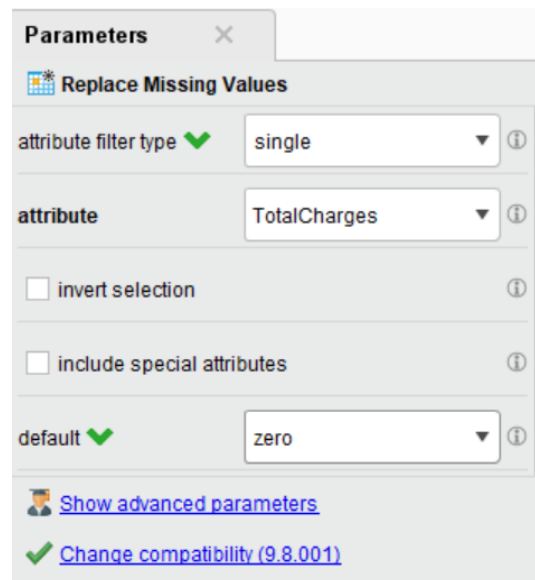 Parameters
Replace Missing Values
attribute filter type
single
attribute
TotalCharges
invert selection
include special attributes
default
zero
Show advanced parameters
Change compatibility (9.8.001)